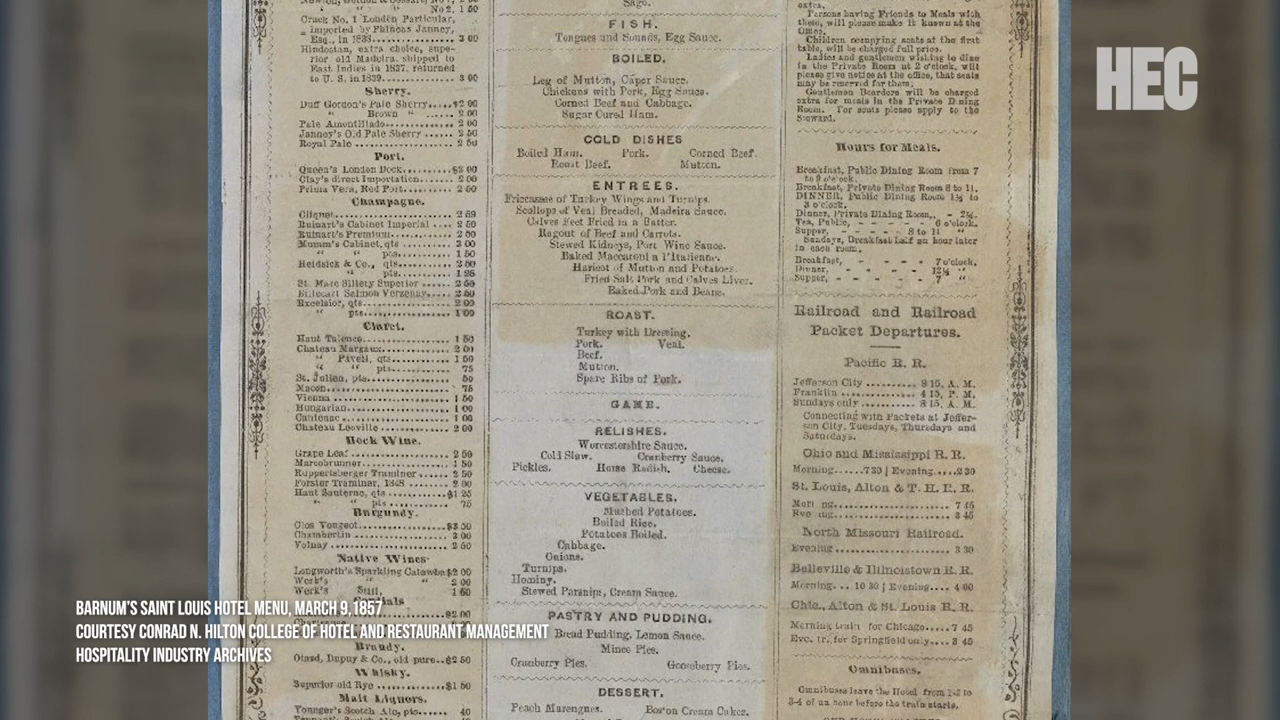 No 2. 1 50
Crack No. 1 London Particular,
imported by Phineas Janney,
Esq., in 1838 3 00
Hindostan, extra choice, supe-
rior old Madeira, shipped to
East Indies in 1837, returned
to U. S. in 1839 3 00
Sherry.
Duff Gordon's Pale Sherry $2 00
" Brown " 2 00
Pale Amontillado 2 00
Janney's Old Pale Sherry 2 50
Royal Pale 2 50
Port.
Queen's London Dock $2 00
Clay's direct Importation 2 00
Prima Vera, Red Port 2 00
Champagne.
Cliquot 2 50
Ruinart's Cabinet Imperial 2 50
Ruinart's Premium 2 50
Mumm's Cabinet, qts 3 00
" " pts 1 50
Heidsick & Co., qts 2 50
" pts 1 25
St. Marc Sillery Superior 2 50
Billecart Salmon Verzenay 2 50
Excelsior, qts 2 00
" pts 1 00
Claret.
Haut Talence 1 50
Chateau Margaux 2 00
" Pavell, qts 1 50
" " pts 75
St. Julien, pts 50
Macon 75
Vienna 1 50
Hungarian 1 00
Cantenac 1 00
Chateau Leoville 2 00
Hock Wine.
Grape Leaf 2 50
Marcobrunner 1 50
Ruppertsberger Traminer 2 50
Forster Traminer, 1848 2 00
Haut Sauterne, qts $1 25
" " pts 75
Burgundy.
Clos Vougeot $3 50
Chambertin 3 00
Volnay 2 50
Native Wines
Longworth's Sparkling Catawba $2 00
Werk's " " 2 00
Werk's Still, 1 50
Cordials
$2 00
Brandy.
Otard, Dupuy & Co., old pure $2 50
Whisky.
Superior old Rye $1 50
Malt Liquors.
Younger's Scotch Ale, pts 40
Sago.
FISH.
Tongues and Sounds, Egg Sauce.
BOILED.
Leg of Mutton, Caper Sauce.
Chickens with Pork, Egg Sauce.
Corned Beef and Cabbage.
Sugar Cured Ham.
COLD DISHES
Boiled Ham. Pork. Corned Beef.
Roast Beef. Mutton.
ENTREES.
Fricassee of Turkey Wings and Turnips.
Scollops of Veal Breaded, Madeira Sauce.
Calves Feet Fried in a Batter.
Ragout of Beef and Carrots.
Stewed Kidneys, Port Wine Sauce.
Baked Maccaroni a l'Italienne.
Haricot of Mutton and Potatoes.
Fried Salt Pork and Calves Liver.
Baked Pork and Beans.
ROAST.
Turkey with Dressing.
Pork. Veal.
Beef.
Mutton.
Spare Ribs of Pork.
GAME.
RELISHES.
Worcestershire Sauce.
Cold Slaw. Cranberry Sauce.
Pickles. Horse Radish. Cheese.
VEGETABLES.
Mashed Potatoes.
Boiled Rice.
Potatoes Boiled.
Cabbage.
Onions.
Turnips.
Hominy.
Stewed Parsnips, Cream Sauce.
PASTRY AND PUDDING.
Bread Pudding, Lemon Sauce.
Mince Pies.
Cranberry Pies. Gooseberry Pies.
DESSERT.
Peach Marengues. Boston Cream Cakes.
extra.
Persons having Friends to Meals with
them, will please make it known at the
Office.
Children occupying seats at the first
table, will be charged full price.
Ladies and gentlemen wishing to dine
in the Private Room at 2 o'clock, will
please give notice at the office, that seats
may be reserved for them;
Gentlemen Boarders will be charged
extra for meals in the Private Dining
Room. For seats please apply to the
Steward.
Hours for Meals.
Breakfast, Public Dining Room from 7
to 9 o'clock.
Breakfast, Private Dining Room 8 to 11.
DINNER, Public Dining Room 1½ to
3 o'clock.
Dinner, Private Dining Room, - 2½.
Tea, Public, - - - 6 o'clock.
Supper, - - - 8 to 11 "
Sundays, Breakfast half an hour later
in each room.
Breakfast, - - - - 7 o'clock.
Dinner, - - - - 12½ "
Supper, - - - - 7 "
Railroad and Railroad
Packet Departures.
Pacific R. R.
Jefferson City 8 15, A. M.
Franklin 4 15, P. M.
Sundays only 8 15, A. M.
Connecting with Packets at Jeffer-
son City, Tuesdays, Thursdays and
Saturdays.
Ohio and Mississippi R. R.
Morning 7 30 | Evening 2 30
St. Louis, Alton & T. H. R. R.
Morning 7 45
Evening 3 45
North Missouri Railroad.
Evening 3 30
Belleville & Illinoistown R. R.
Morning 10 30 | Evening 4 00
Chic., Alton & St. Louis R. R.
Morning train for Chicago 7 45
Eve. tr. for Springfield only 3 45
Omnibuses.
Omnibuses leave the Hotel from 1-2 to
3-4 of an hour before the train starts.
HEC
BARNUM'S SAINT LOUIS HOTEL MENU, MARCH 9, 1857
COURTESY CONRAD N. HILTON COLLEGE OF HOTEL AND RESTAURANT MANAGEMENT
HOSPITALITY INDUSTRY ARCHIVES